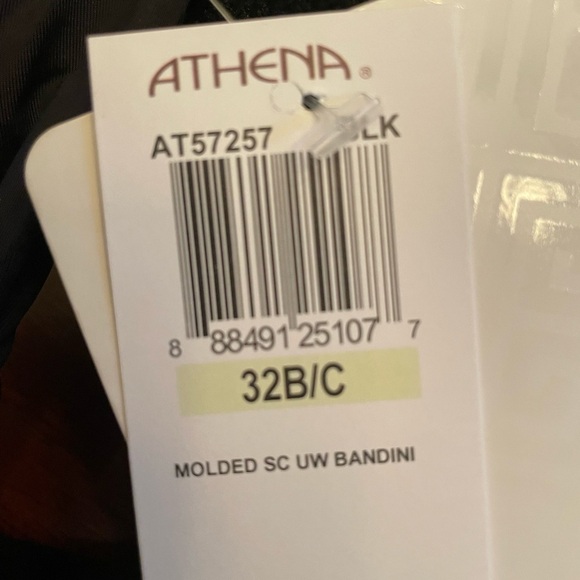 ATHENA®
AT57257
8 88491 25107 7
32B/C
MOLDED SC UW BANDINI